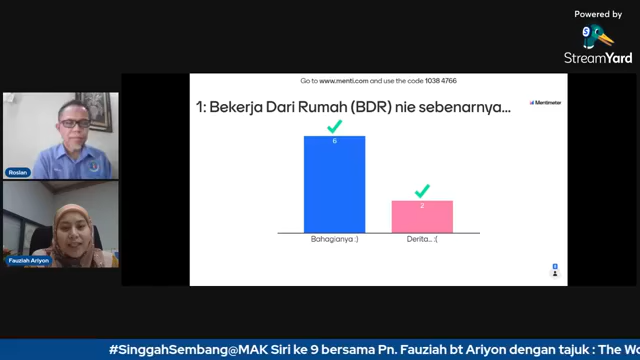 Powered by
StreamYard
Go to www.menti.com and use the code 1038 4766
1: Bekerja Dari Rumah (BDR) nie sebenarnya...
Mentimeter
6
2
Bahagianya :)
Derita.. :(
8
Roslan
Fauziah Ariyon
#SinggahSembang@MAK Siri ke 9 bersama Pn. Fauziah bt Ariyon dengan tajuk : The Wo